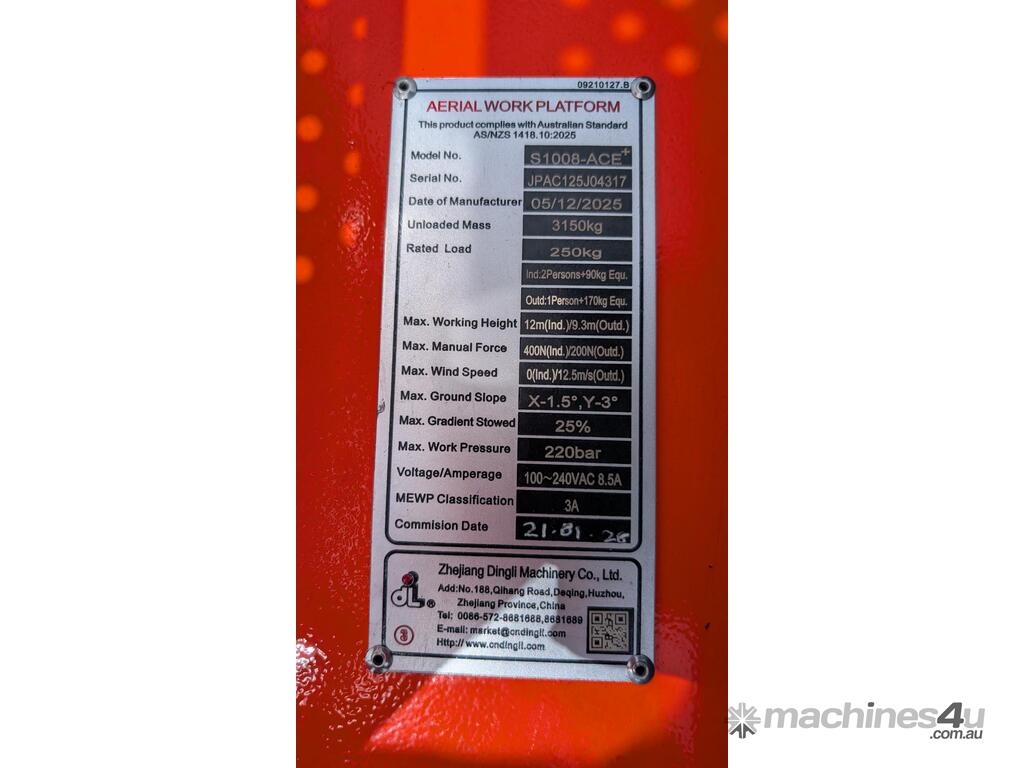 09210127.B
AERIAL WORK PLATFORM
This product complies with Australian Standard
AS/NZS 1418.10:2025
Model No. S1008-ACE+
Serial No. JPAC125J04317
Date of Manufacturer 05/12/2025
Unloaded Mass 3150kg
Rated Load 250kg
Ind:2Persons+90kg Equ.
Outd:1Person+170kg Equ.
Max. Working Height 12m(Ind.)/9.3m(Outd.)
Max. Manual Force 400N(Ind.)/200N(Outd.)
Max. Wind Speed 0(Ind.)/12.5m/s(Outd.)
Max. Ground Slope X-1.5°,Y-3°
Max. Gradient Stowed 25%
Max. Work Pressure 220bar
Voltage/Amperage 100~240VAC 8.5A
MEWP Classification 3A
Commision Date 21.01.26
Zhejiang Dingli Machinery Co., Ltd.
Add:No.188,Qihang Road,Deqing,Huzhou,
Zhejiang Province,China
Tel: 0086-572-8681688,8681689
E-mail: market@cndingli.com
Http:// www.cndingli.com
machines4u
.com.au